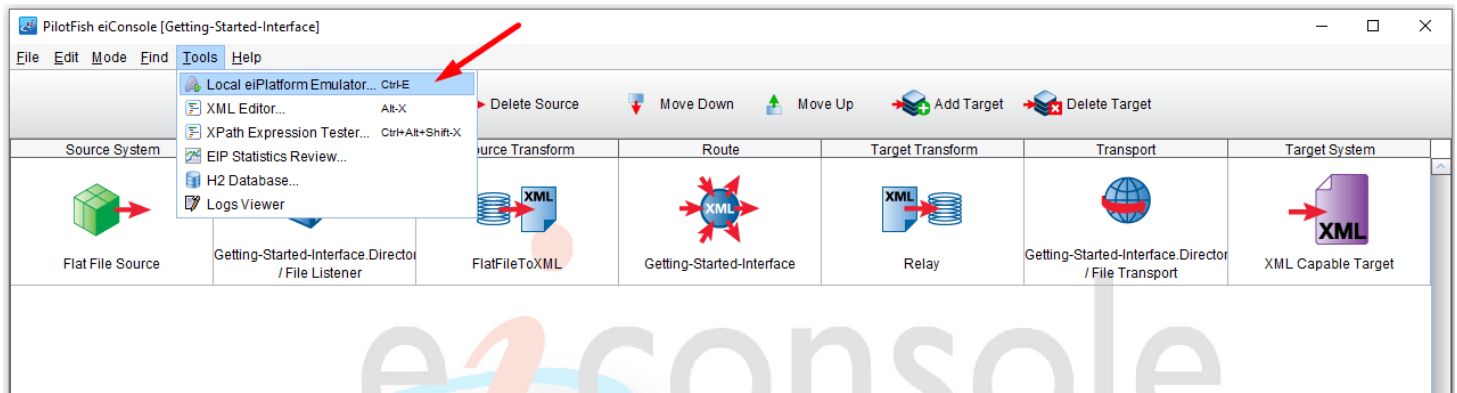 PilotFish eiConsole [Getting-Started-Interface]
File Edit Mode Find Tools Help
Local eiPlatform Emulator... Ctrl-E
XML Editor... Alt-X
XPath Expression Tester... Ctrl+Alt+Shift-X
EIP Statistics Review...
H2 Database...
Logs Viewer
Delete Source Move Down Move Up Add Target Delete Target
Source System urce Transform Route Target Transform Transport Target System
XML XML XML XML
Flat File Source
Getting-Started-Interface.Director
/ File Listener
FlatFileToXML
Getting-Started-Interface
Relay
Getting-Started-Interface.Director
/ File Transport
XML Capable Target
eiconsole